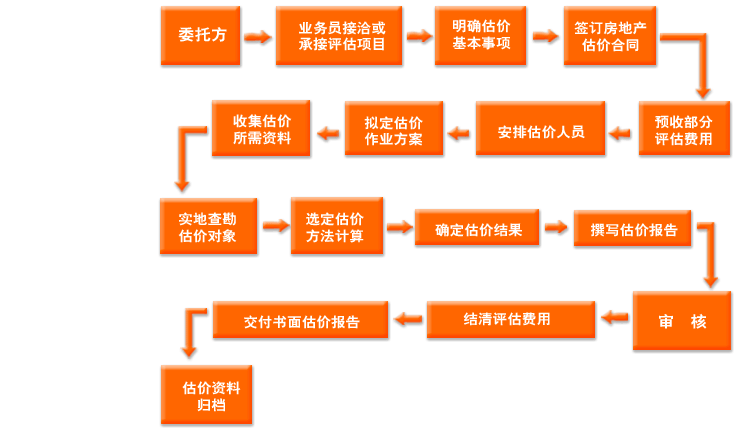 委托方
业务员接洽或
承接评估项目
明确估价
基本事项
签订房地产
估价合同
预收部分
评估费用
安排估价人员
拟定估价
作业方案
收集估价
所需资料
实地查勘
估价对象
选定估价
方法计算
确定估价结果
撰写估价报告
审 核
结清评估费用
交付书面估价报告
估价资料
归档